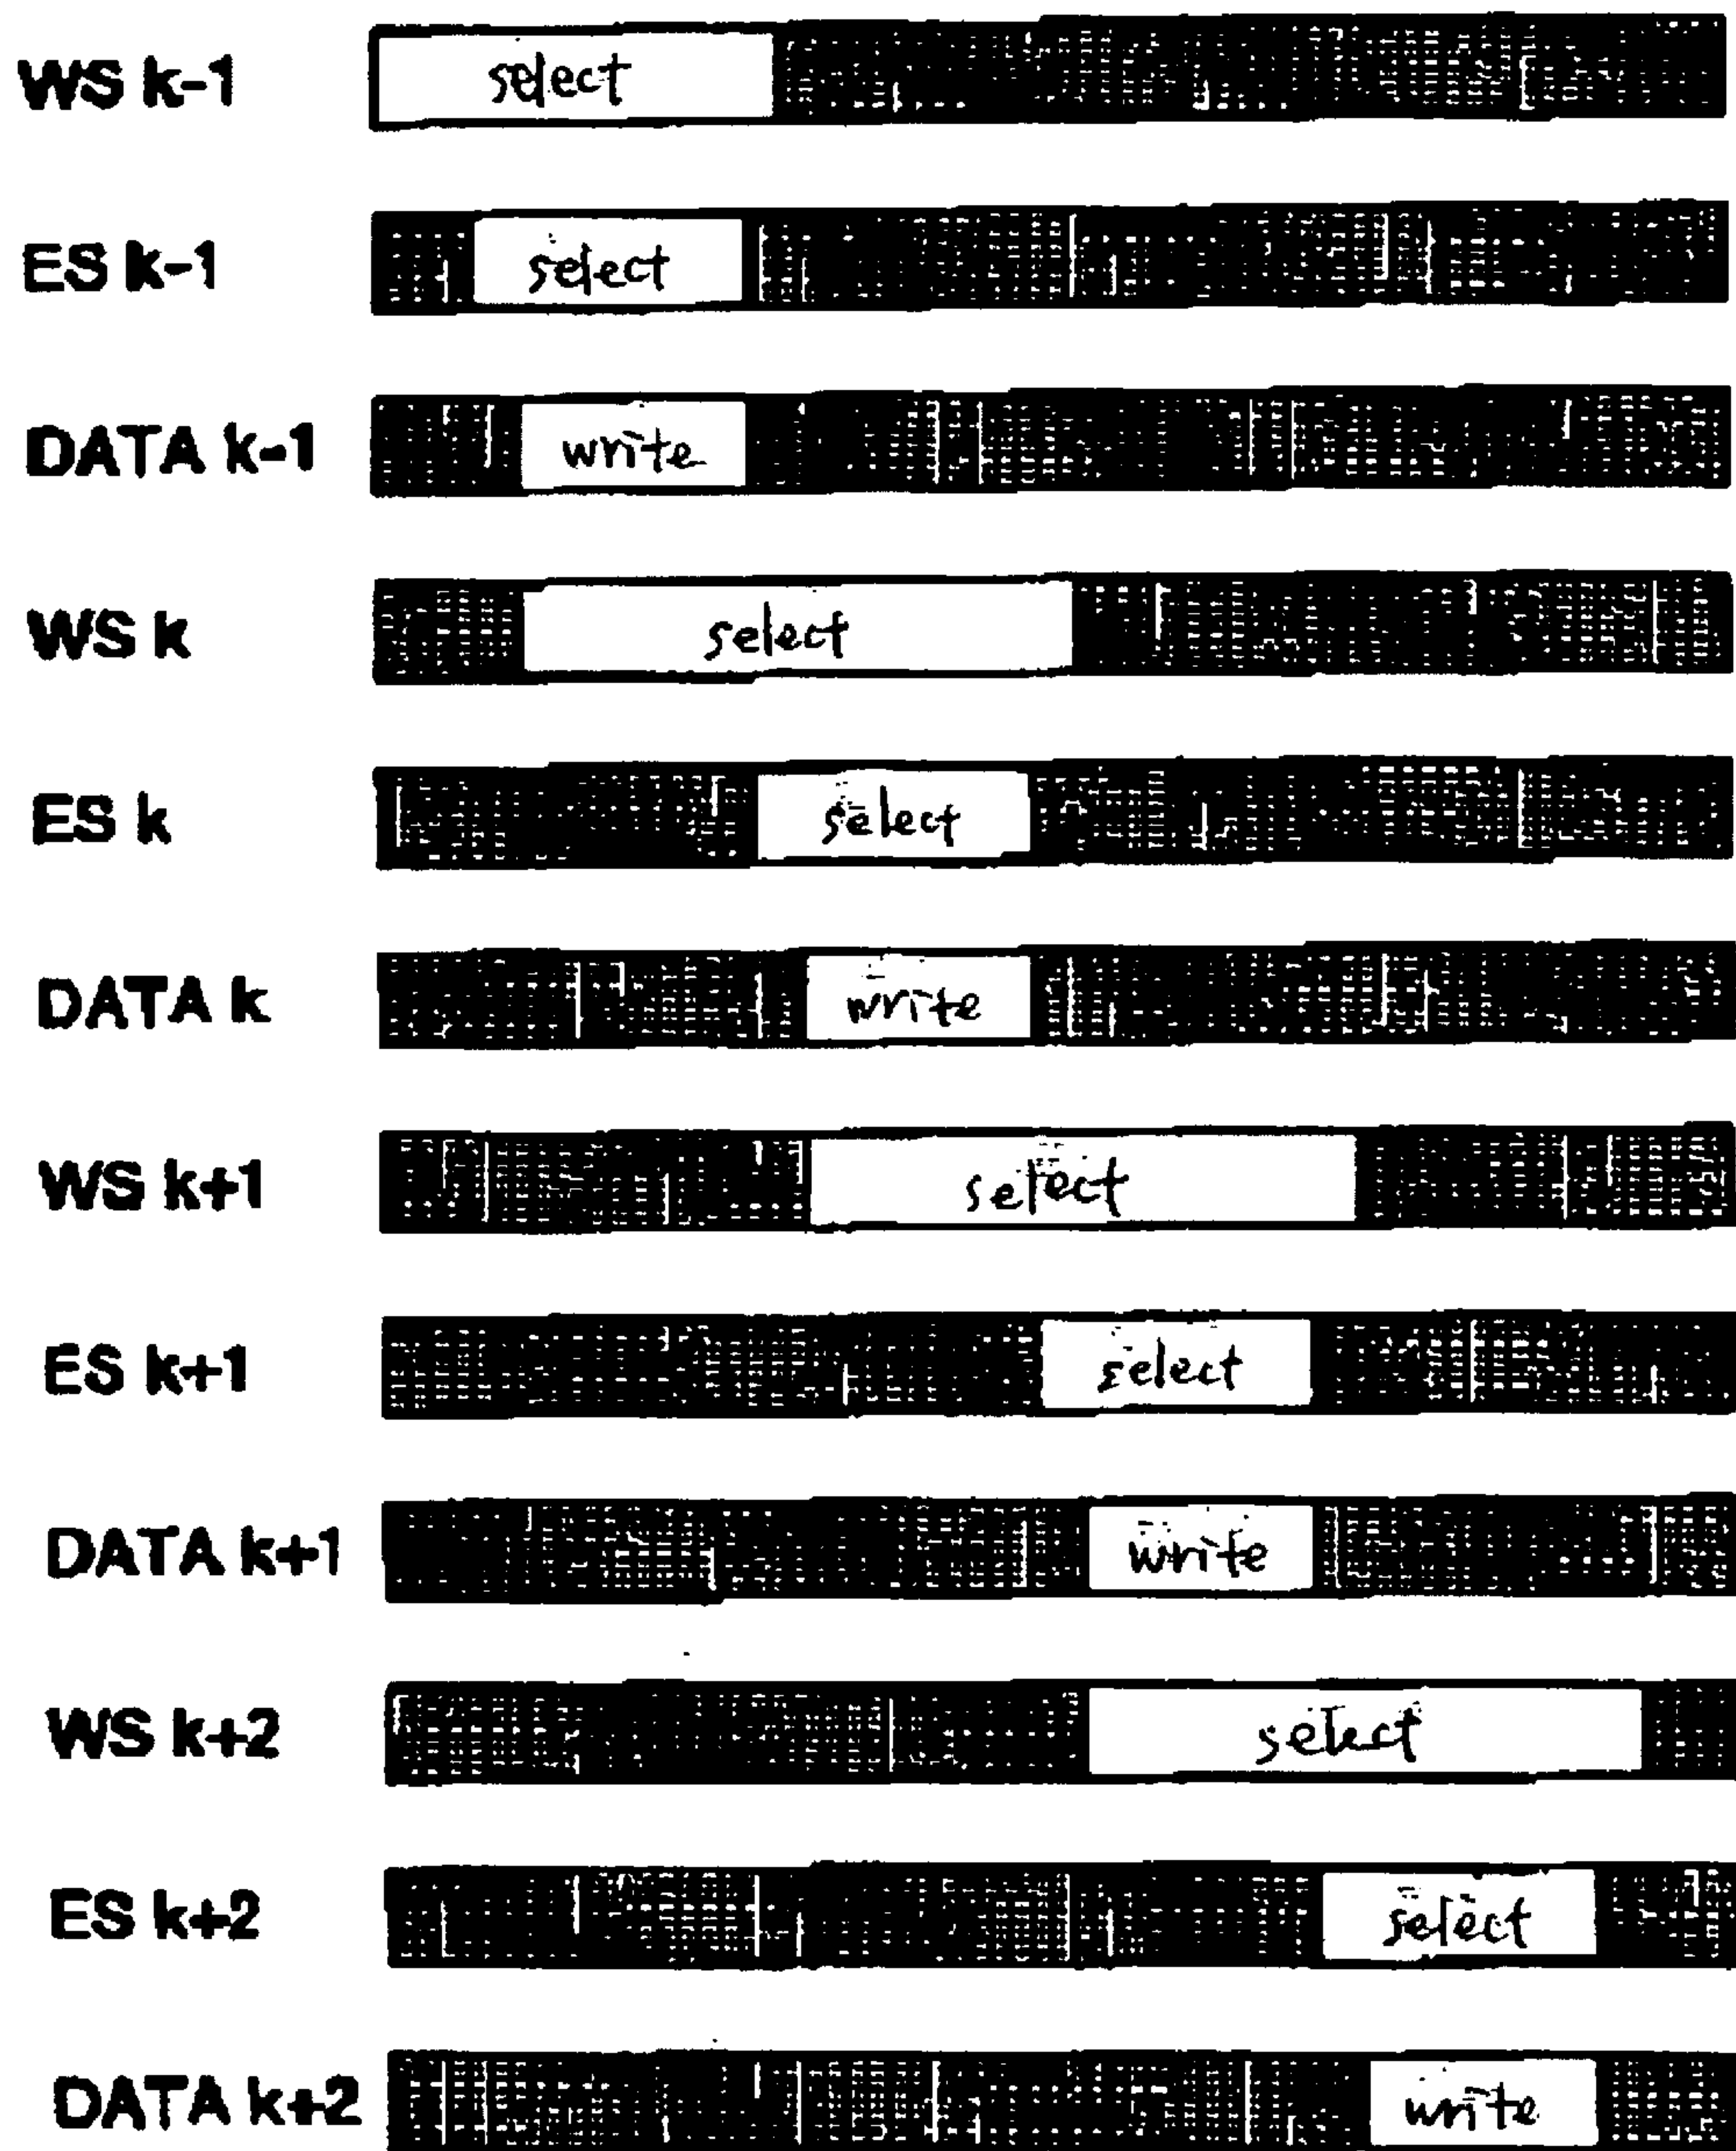 WS k-1 select
ES k-1 select
DATA k-1 write
WS k select
ES k select
DATA k write
WS k+1 select
ES k+1 select
DATA k+1 write
WS k+2 select
ES k+2 select
DATA k+2 write